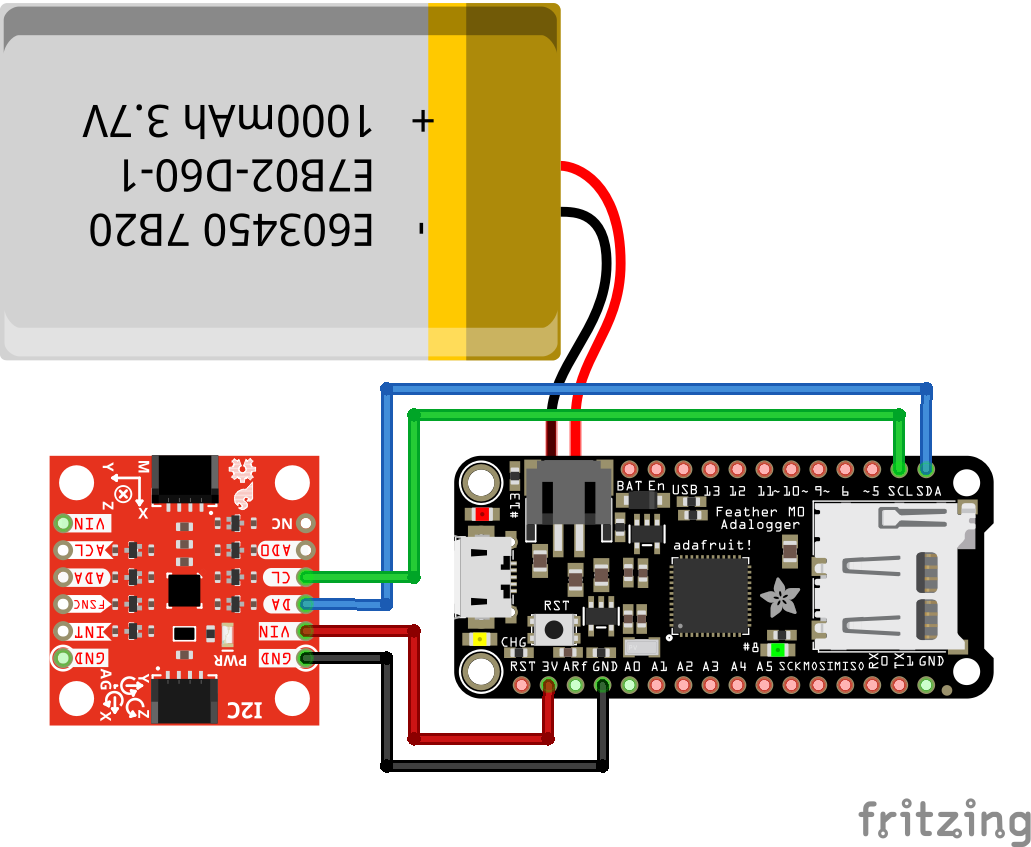 1000mAh 3.7V +
E7B02-D60-1
E603450 7B20 -
Y M
Z X
VIN NC
ACL ADO
ADA CL
FSNC DA
INT VIN
GND GND
PWR
AG Y X Z
I2C
BAT En USB 13 12 11~ 10~ 9~ 6 ~5 SCL SDA
#13
Feather M0
Adalogger
adafruit!
RST
CHG
#8
RST 3V ARf GND A0 A1 A2 A3 A4 A5 SCK MOSI MISO RX 0 TX 1 GND
fritzing